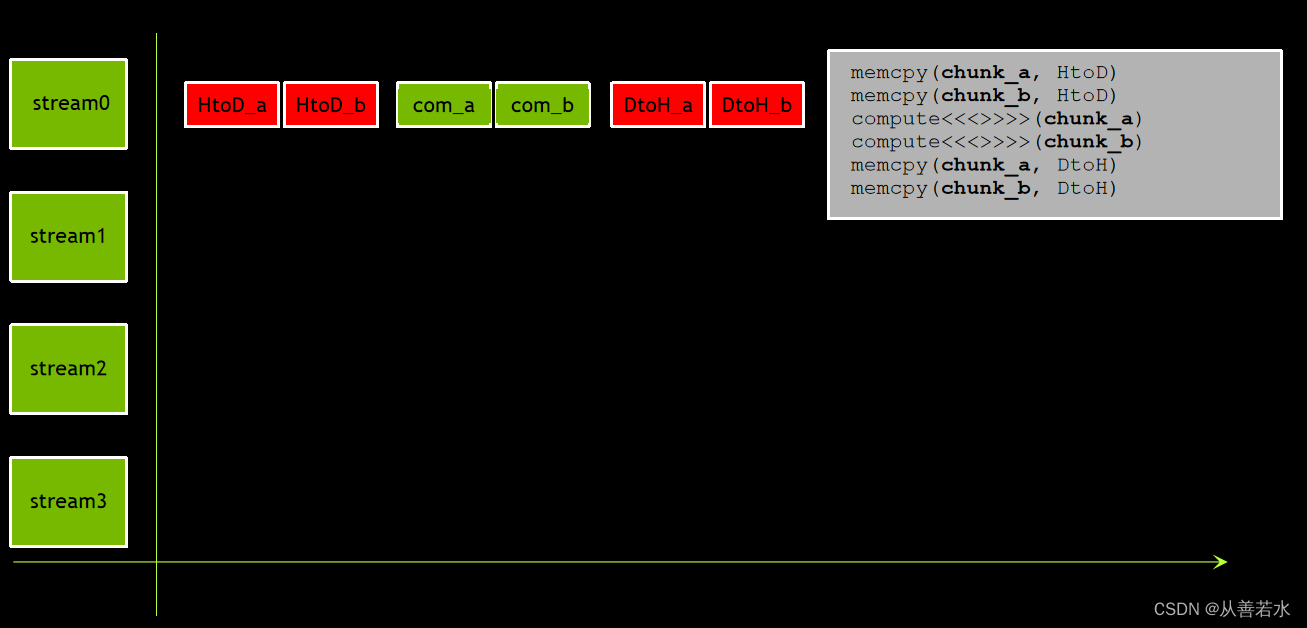 stream0
HtoD_a HtoD_b com_a com_b DtoH_a DtoH_b
memcpy(chunk_a, HtoD)
memcpy(chunk_b, HtoD)
compute<<<>>>>(chunk_a)
compute<<<>>>>(chunk_b)
memcpy(chunk_a, DtoH)
memcpy(chunk_b, DtoH)
stream1
stream2
stream3
CSDN @从善若水